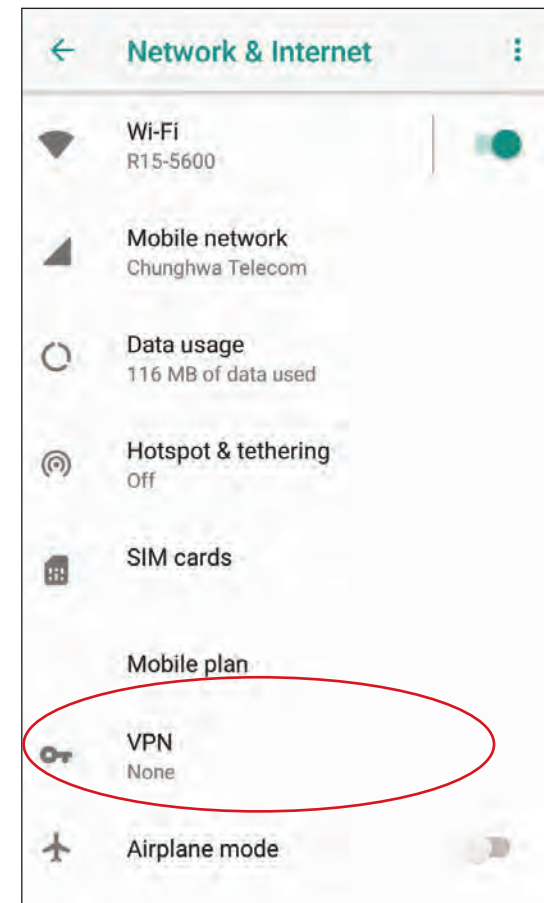 Network & Internet
Wi-Fi
R15-5600
Mobile network
Chunghwa Telecom
Data usage
116 MB of data used
Hotspot & tethering
Off
SIM cards
Mobile plan
VPN
None
Airplane mode